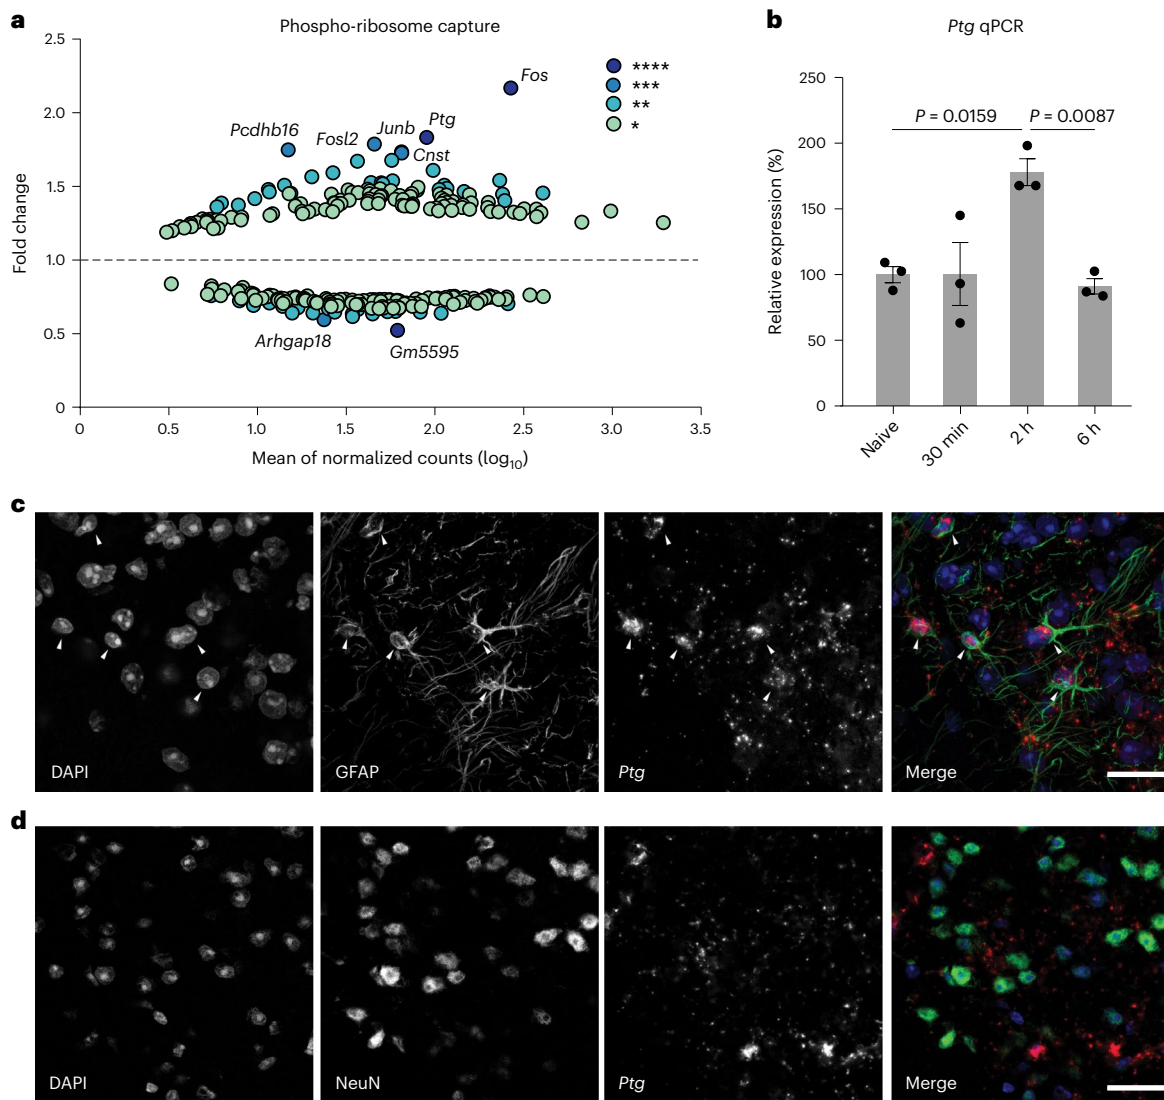 a
Phospho-ribosome capture
2.5
2.0
1.5
1.0
0.5
0
Fold change
Fos
Ptg
Junb
Fosl2
Pcdhb16
Cnst
Arhgap18
Gm5595
****
***
**
*
0 0.5 1.0 1.5 2.0 2.5 3.0 3.5
Mean of normalized counts (log10)
b
Ptg qPCR
250
200
150
100
50
0
Relative expression (%)
P = 0.0159 P = 0.0087
Naive 30 min 2 h 6 h
c
DAPI GFAP Ptg Merge
d
DAPI NeuN Ptg Merge